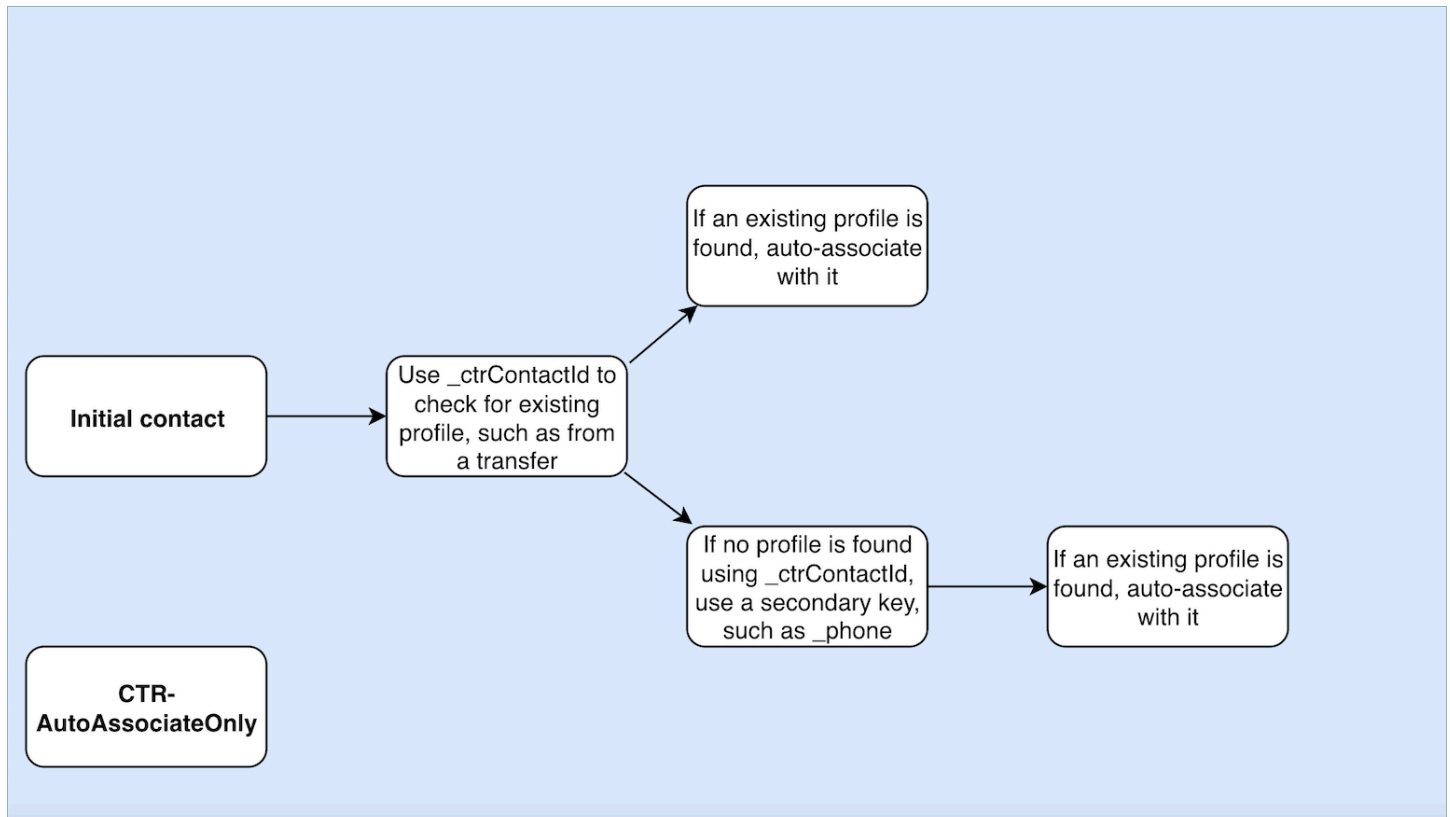 If an existing profile is
found, auto-associate
with it
Initial contact
Use _ctrContactId to
check for existing
profile, such as from
a transfer
If no profile is found
using _ctrContactId,
use a secondary key,
such as _phone
If an existing profile is
found, auto-associate
with it
CTR-
AutoAssociateOnly